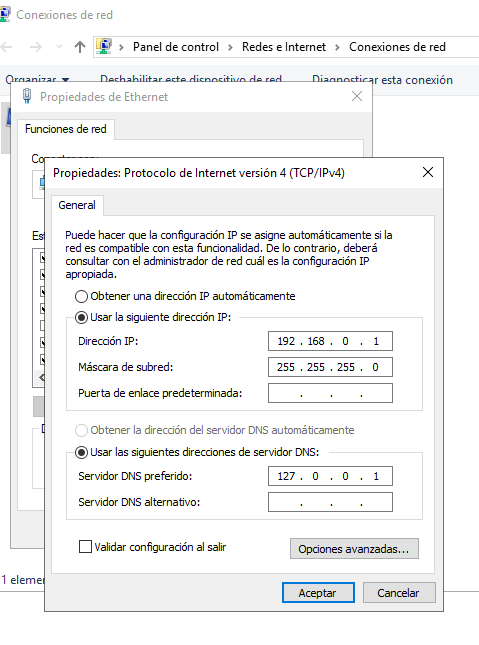 Conexiones de red
Panel de control Redes e Internet Conexiones de red
Organizar Deshabilitar este dispositivo de red Diagnosticar esta conexión
Propiedades de Ethernet
Funciones de red
Propiedades: Protocolo de Internet versión 4 (TCP/IPv4)
General
Puede hacer que la configuración IP se asigne automáticamente si la
red es compatible con esta funcionalidad. De lo contrario, deberá
consultar con el administrador de red cuál es la configuración IP
apropiada.
Obtener una dirección IP automáticamente
Usar la siguiente dirección IP:
Dirección IP: 192 . 168 . 0 . 1
Máscara de subred: 255 . 255 . 255 . 0
Puerta de enlace predeterminada: . . .
Obtener la dirección del servidor DNS automáticamente
Usar las siguientes direcciones de servidor DNS:
Servidor DNS preferido: 127 . 0 . 0 . 1
Servidor DNS alternativo: . . .
Validar configuración al salir
Opciones avanzadas...
1 elemen
Aceptar Cancelar